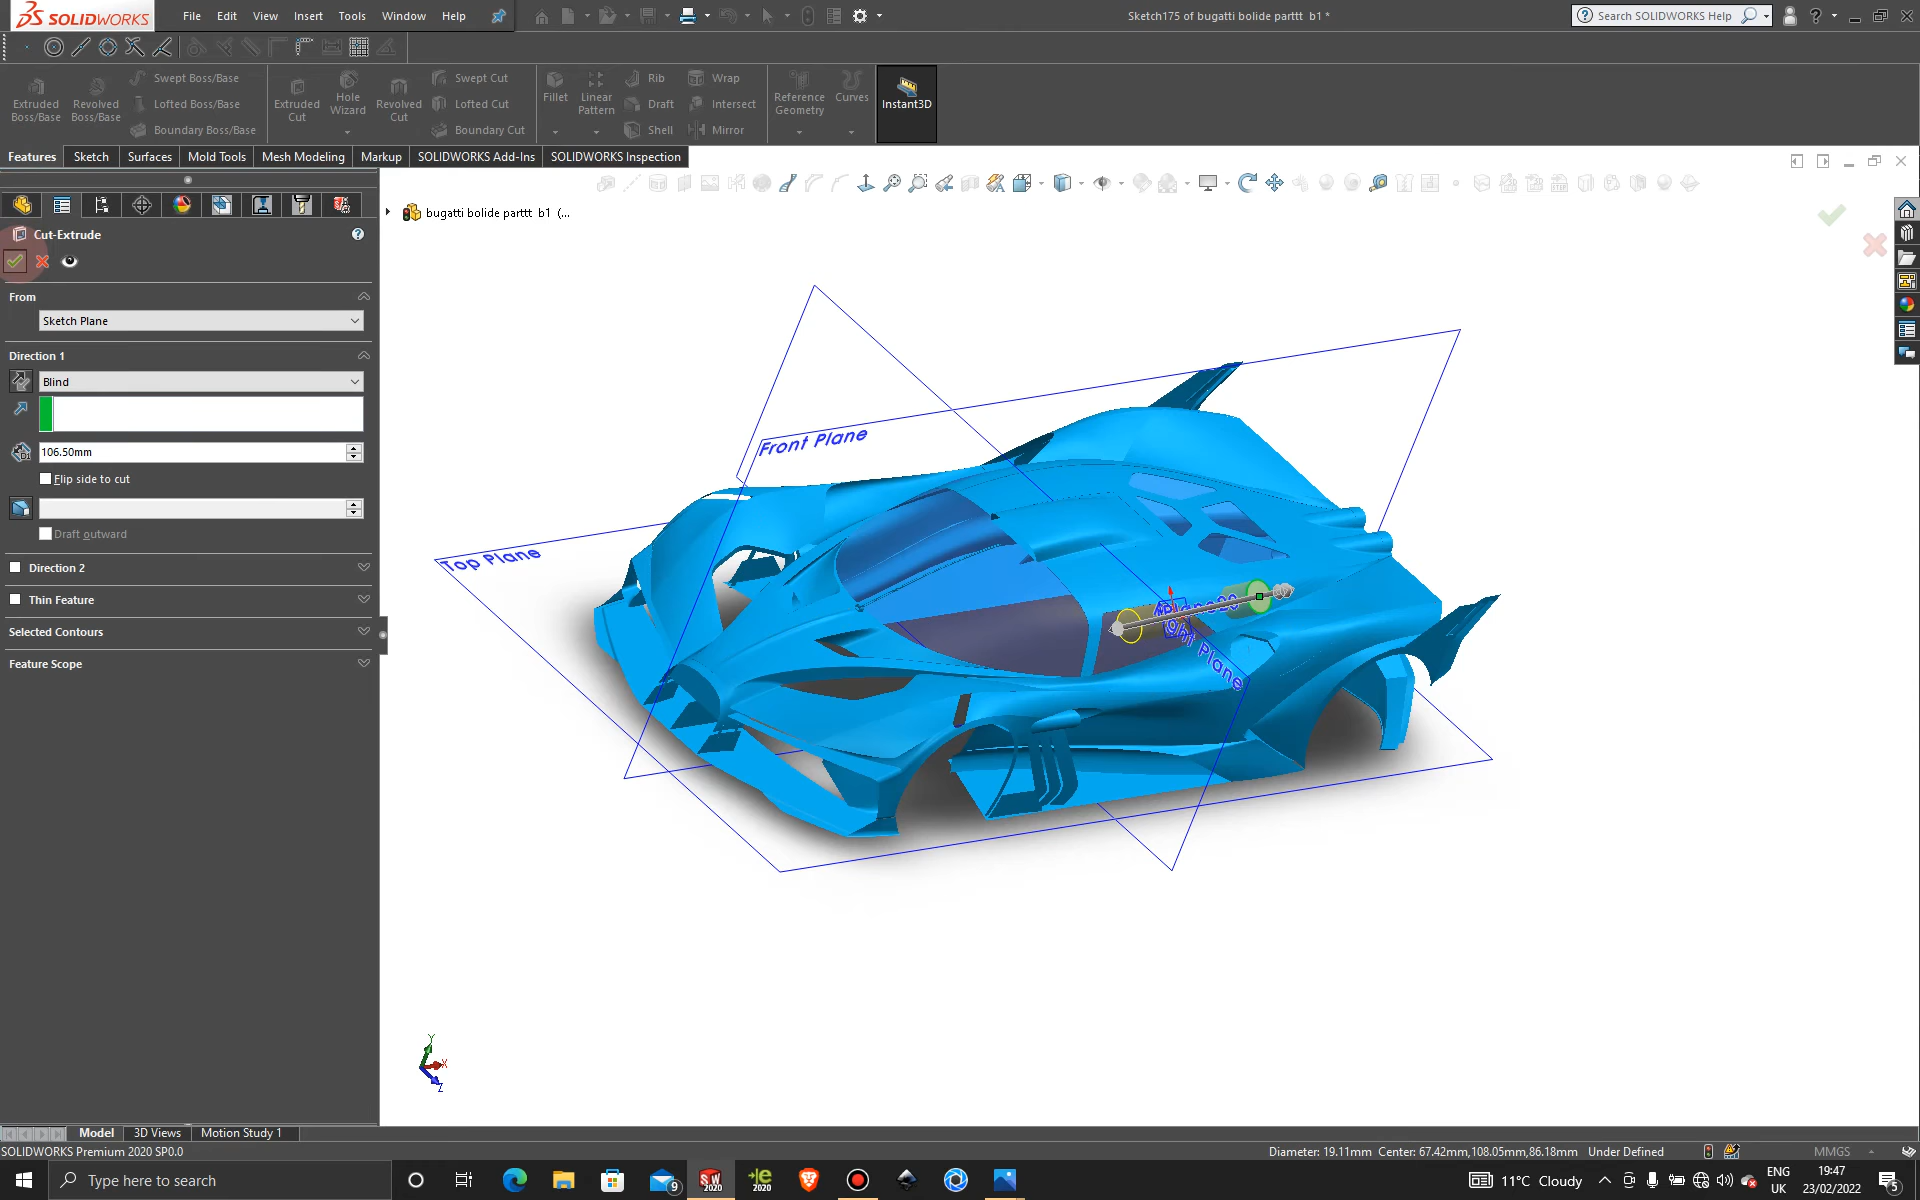 SOLIDWORKS
File Edit View Insert Tools Window Help
Sketch175 of bugatti bolide parttt b1 *
Search SOLIDWORKS Help
Extruded Boss/Base
Revolved Boss/Base
Swept Boss/Base
Lofted Boss/Base
Boundary Boss/Base
Extruded Cut
Hole Wizard
Revolved Cut
Swept Cut
Lofted Cut
Boundary Cut
Fillet
Linear Pattern
Rib
Draft
Shell
Wrap
Intersect
Mirror
Reference Geometry
Curves
Instant3D
Features Sketch Surfaces Mold Tools Mesh Modeling Markup SOLIDWORKS Add-Ins SOLIDWORKS Inspection
bugatti bolide parttt b1 (...
Cut-Extrude
From
Sketch Plane
Direction 1
Blind
106.50mm
Flip side to cut
Draft outward
Direction 2
Thin Feature
Selected Contours
Feature Scope
Front Plane
Top Plane
Right Plane
Y
X
Z
Model 3D Views Motion Study 1
SOLIDWORKS Premium 2020 SP0.0
Diameter: 19.11mm Center: 67.42mm,108.05mm,86.18mm Under Defined
MMGS
Type here to search
9
SW 2020
e 2020
11°C Cloudy
ENG
UK
19:47
23/02/2022
5